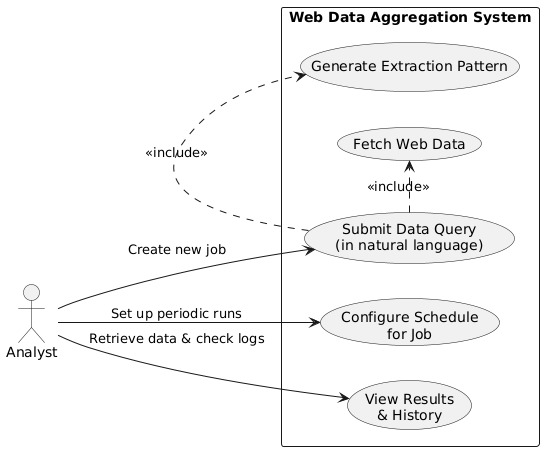 Web Data Aggregation System
Generate Extraction Pattern
Fetch Web Data
«include»
«include»
Submit Data Query
(in natural language)
Create new job
Set up periodic runs
Configure Schedule
for Job
Retrieve data & check logs
Analyst
View Results
& History